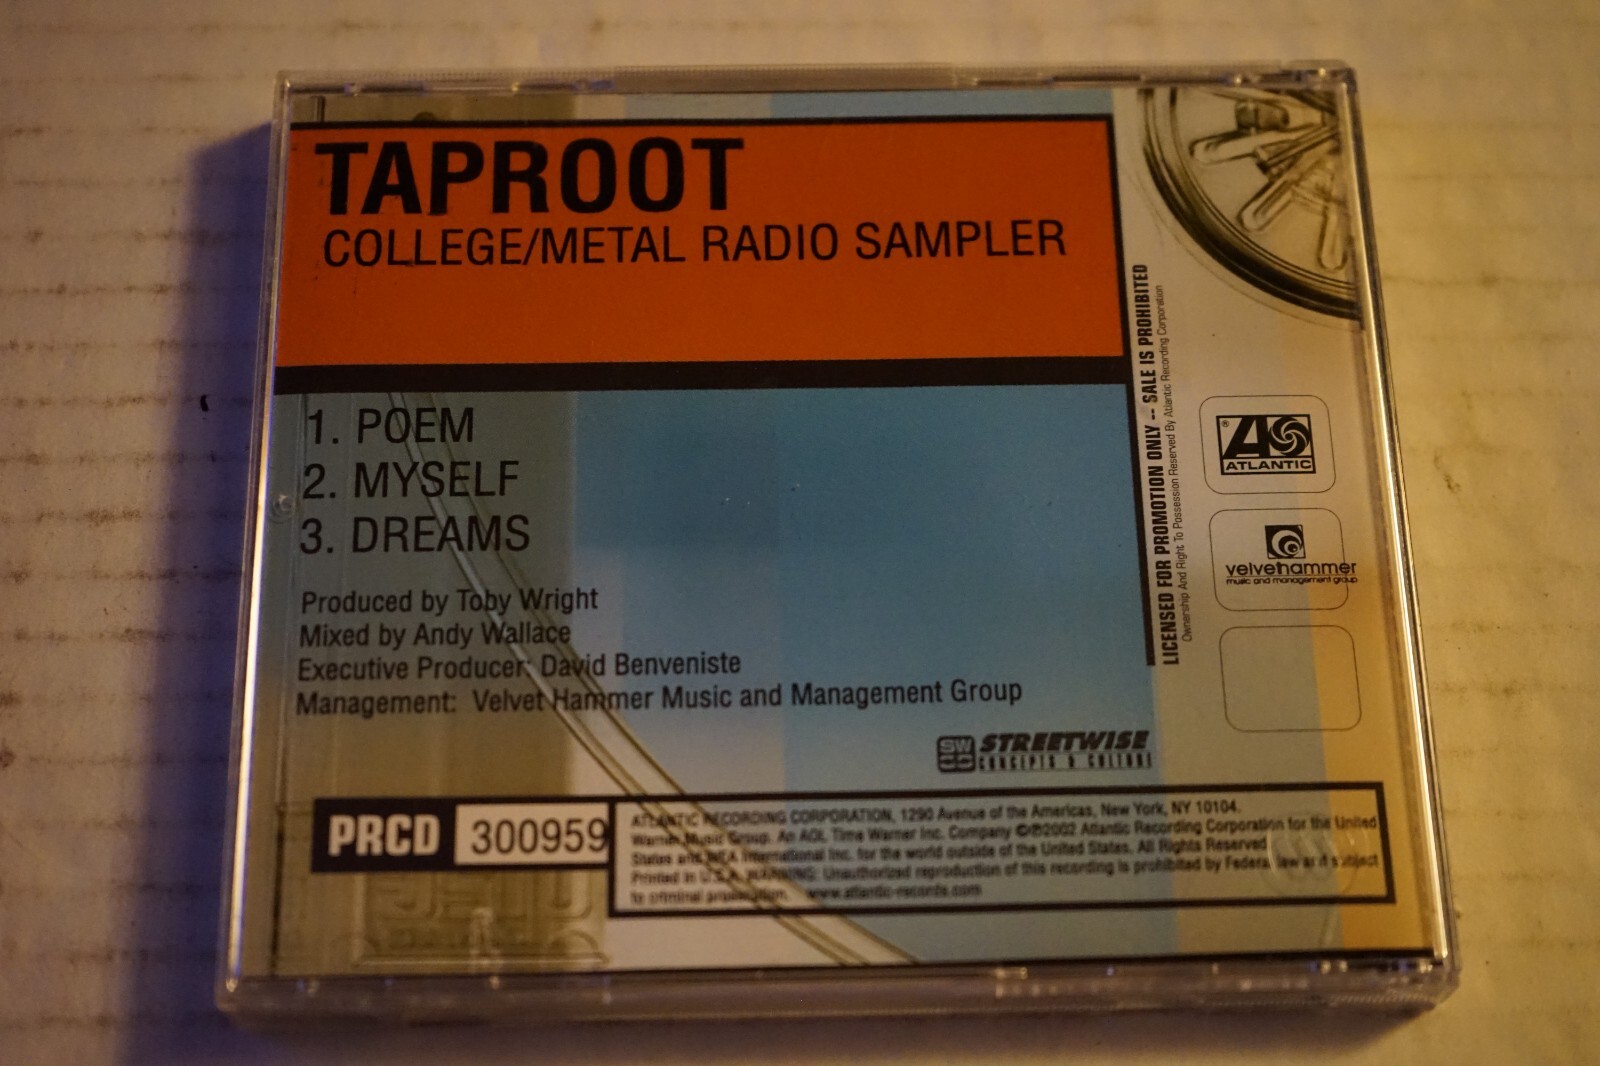 TAPROOT
COLLEGE/METAL RADIO SAMPLER
1. POEM
2. MYSELF
3. DREAMS
Produced by Toby Wright
Mixed by Andy Wallace
Executive Producer: David Benveniste
Management: Velvet Hammer Music and Management Group
SW
STREETWISE
CONCEPTS & CULTURE
PRCD 300959
ATLANTIC RECORDING CORPORATION, 1290 Avenue of the Americas, New York, NY 10104.
Warner Music Group. An AOL Time Warner Inc. Company ©℗2002 Atlantic Recording Corporation for the United
States and WEA International Inc. for the world outside of the United States. All Rights Reserved
Printed in U.S.A. WARNING: Unauthorized reproduction of this recording is prohibited by Federal law and subject
to criminal prosecution. www.atlantic-records.com
LICENSED FOR PROMOTION ONLY -- SALE IS PROHIBITED
Ownership And Right To Possession Reserved By Atlantic Recording Corporation
®
ATLANTIC
velvethammer
music and management group